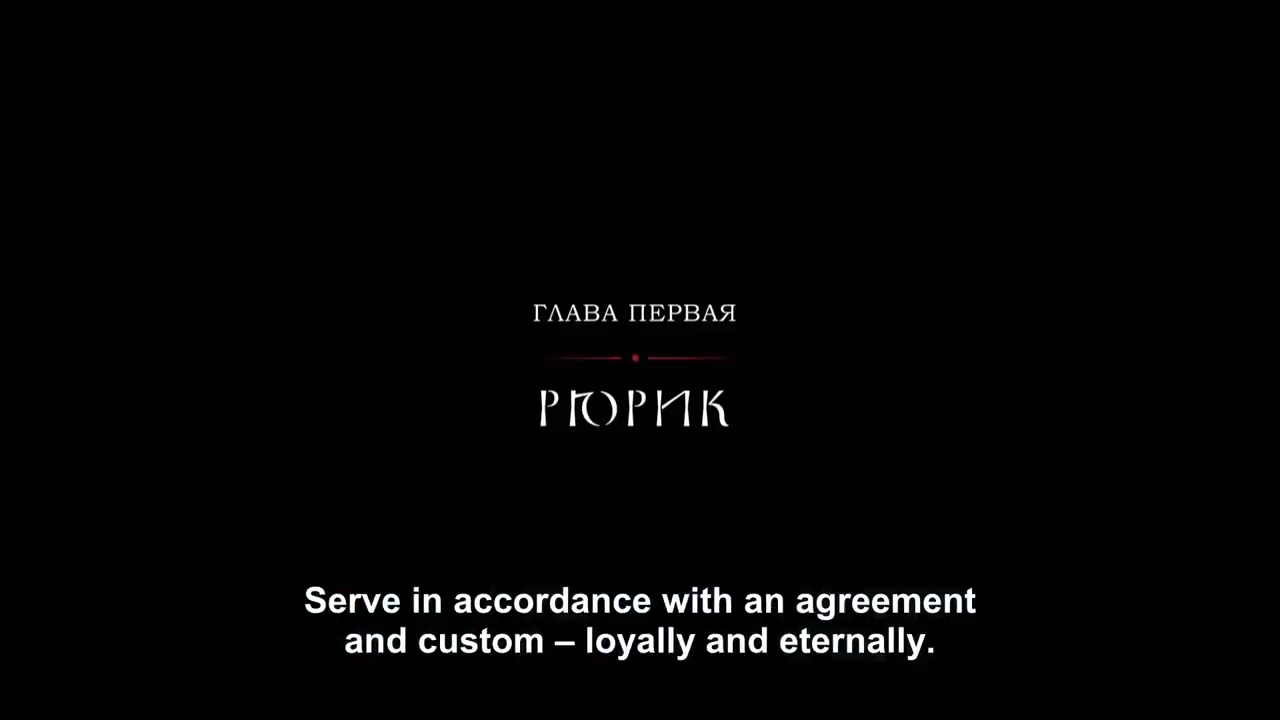 ГЛАВА ПЕРВАЯ
РЮРИК
Serve in accordance with an agreement
and custom – loyally and eternally.